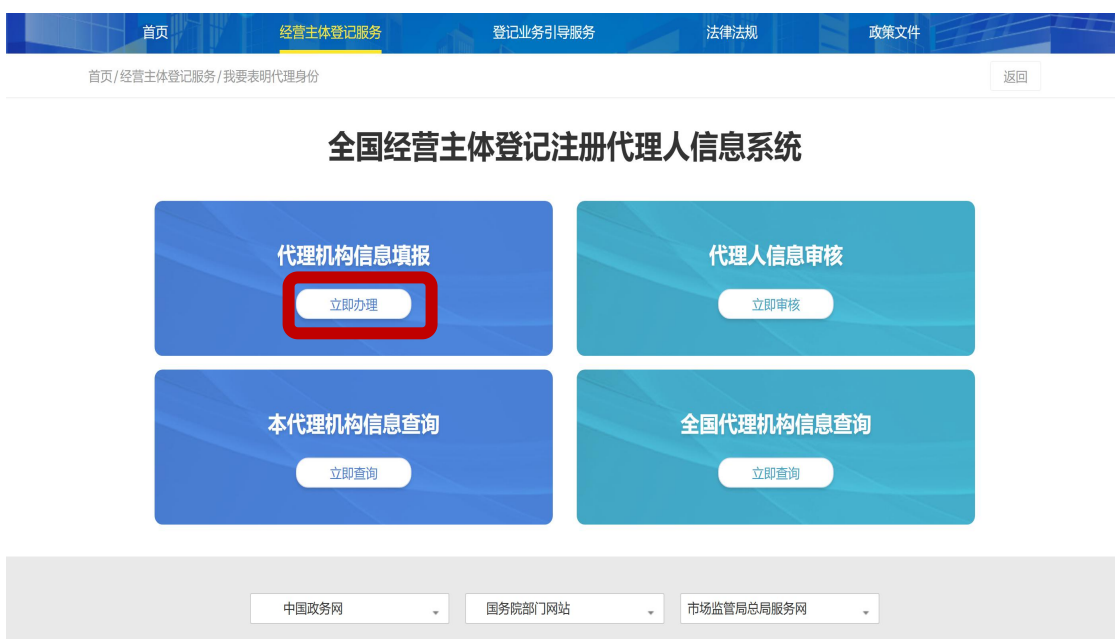 首页 经营主体登记服务 登记业务引导服务 法律法规 政策文件
首页/经营主体登记服务/我要表明代理身份 返回
全国经营主体登记注册代理人信息系统
代理机构信息填报
立即办理
代理人信息审核
立即审核
本代理机构信息查询
立即查询
全国代理机构信息查询
立即查询
中国政务网 国务院部门网站 市场监管局总局服务网